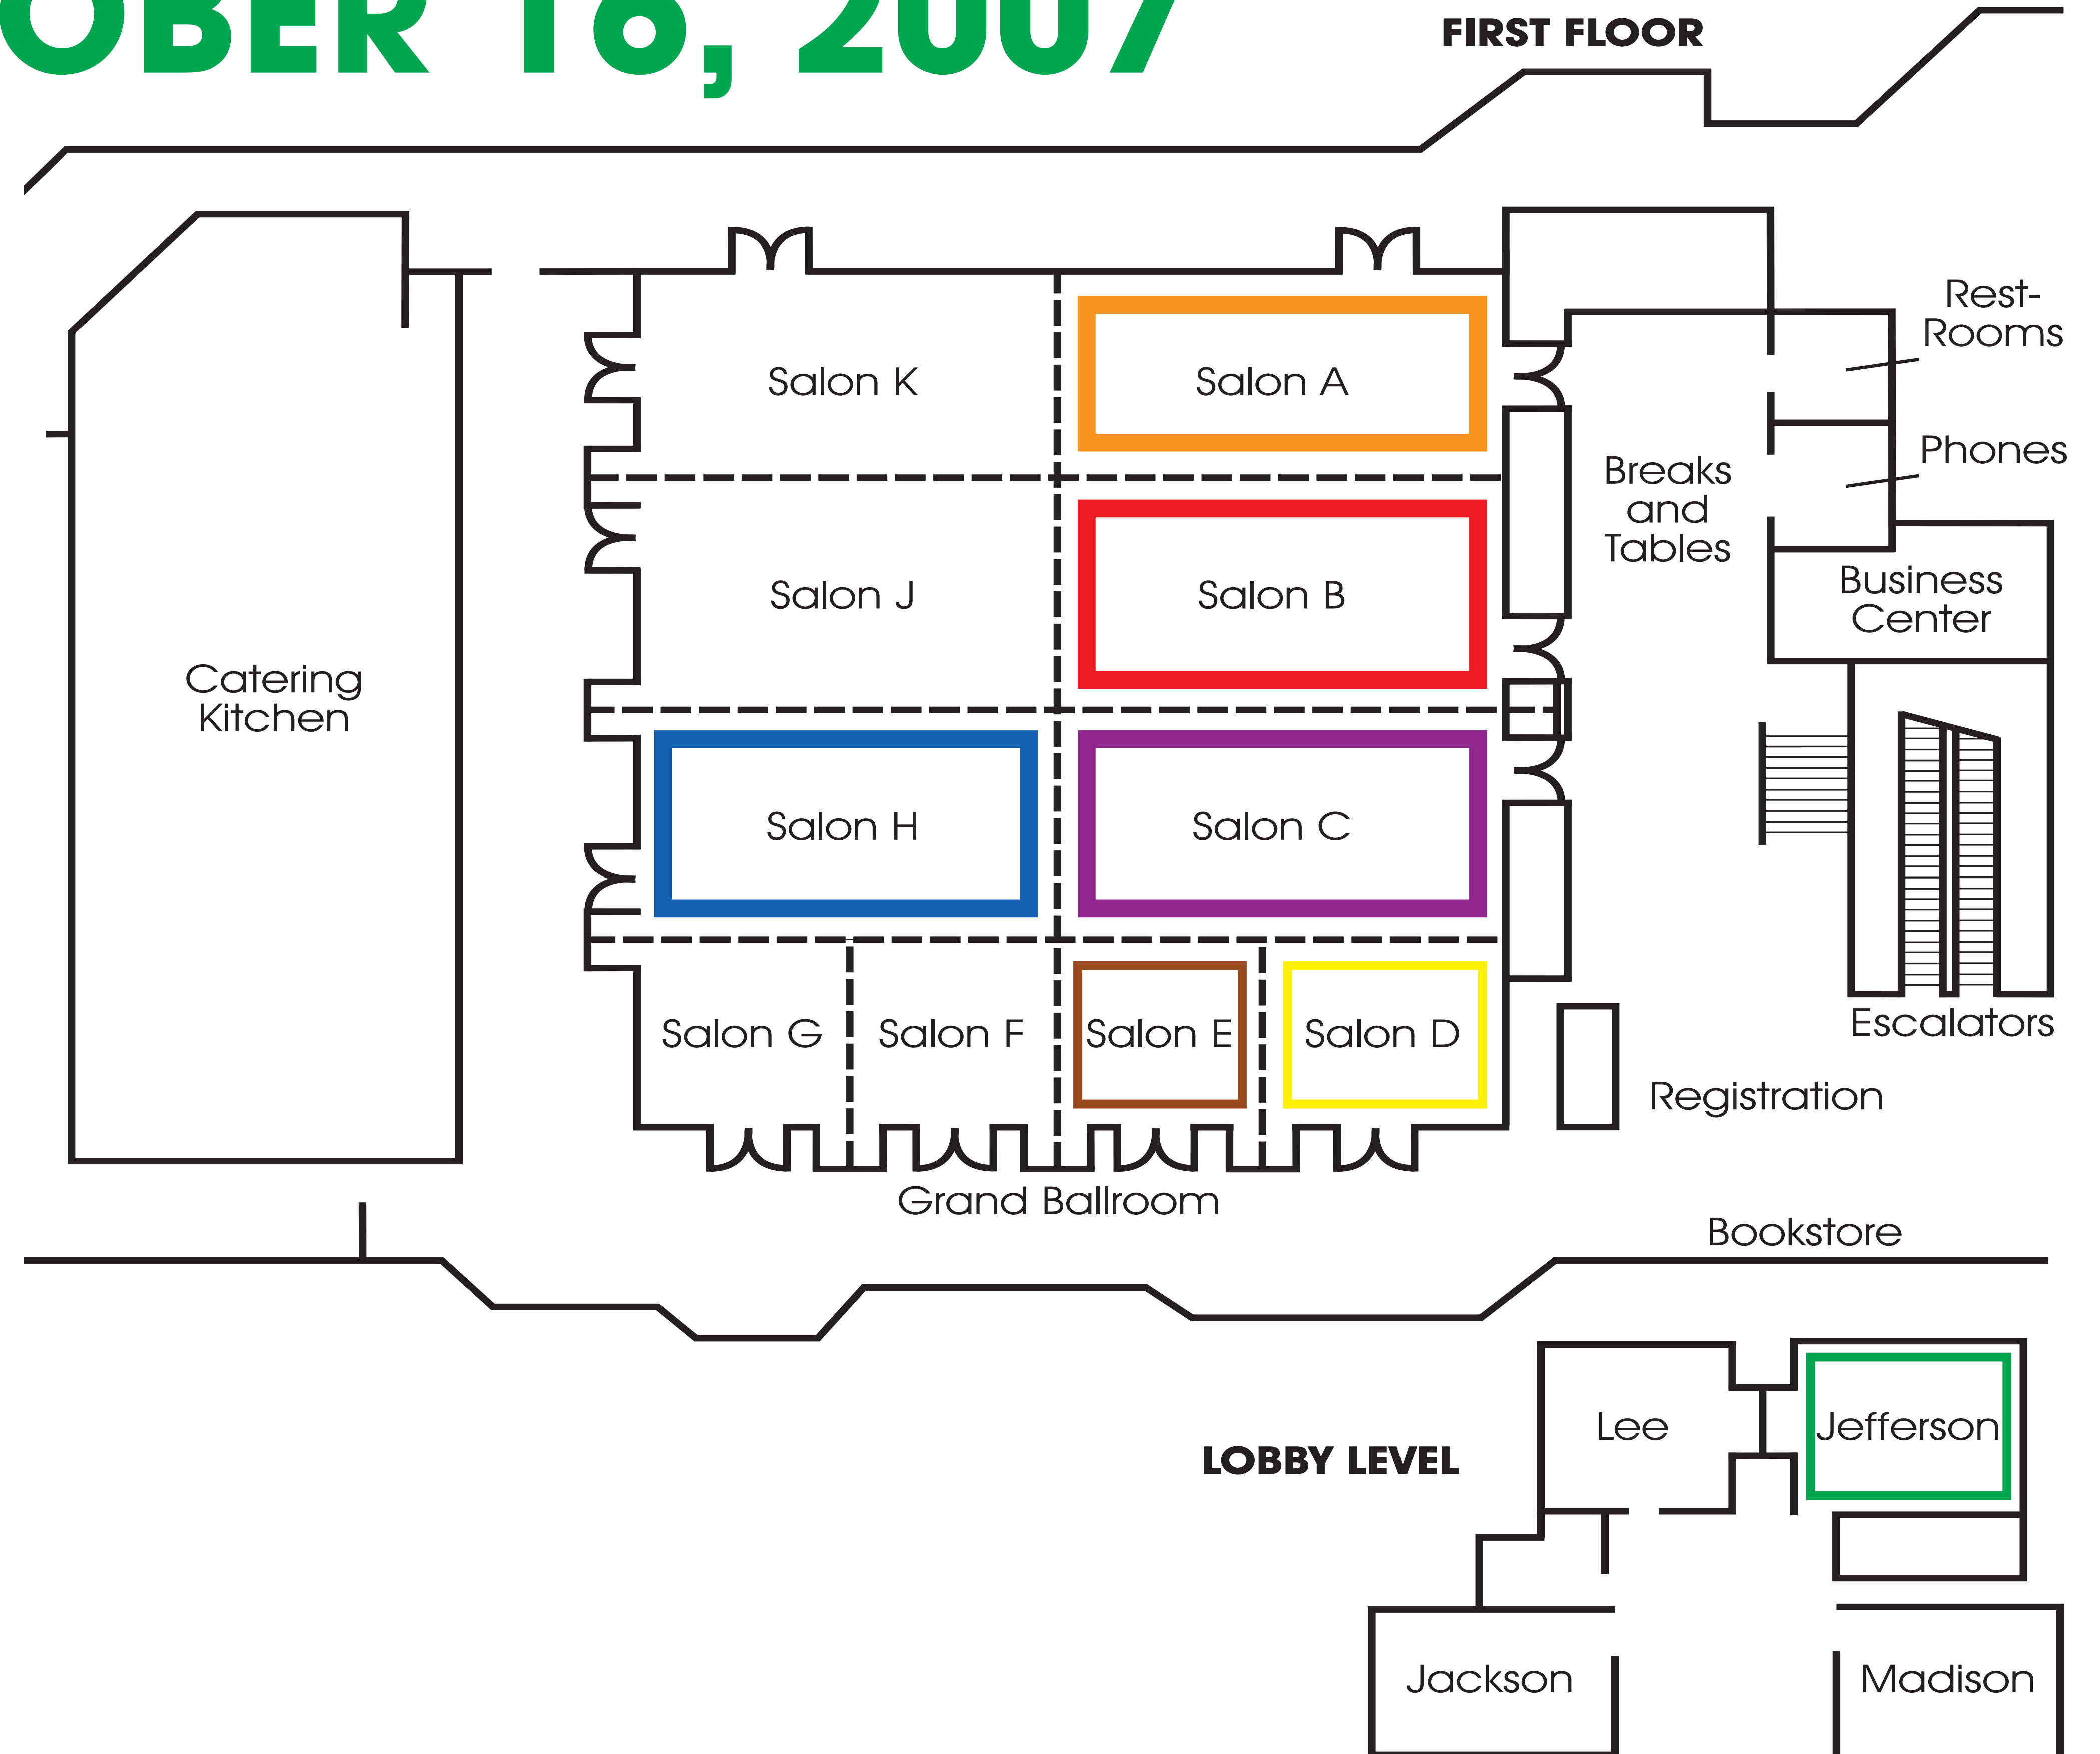 OBER 16, 2007
FIRST FLOOR
Rest-
Rooms
Salon K
Salon A
Phones
Breaks
and
Tables
Business
Center
Salon J
Salon B
Catering
Kitchen
Salon H
Salon C
Salon G
Salon F
Salon E
Salon D
Escalators
Registration
Grand Ballroom
Bookstore
Lee
Jefferson
LOBBY LEVEL
Jackson
Madison